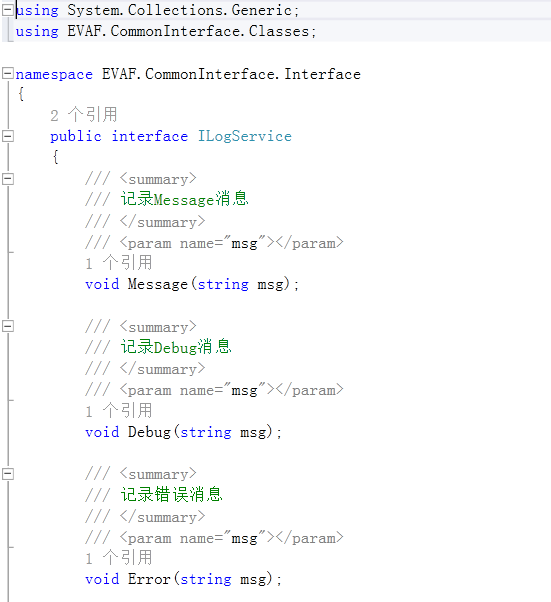 using System.Collections.Generic;
using EVAF.CommonInterface.Classes;
namespace EVAF.CommonInterface.Interface
{
2 个引用
public interface ILogService
{
/// <summary>
/// 记录Message消息
/// </summary>
/// <param name="msg"></param>
1 个引用
void Message(string msg);
/// <summary>
/// 记录Debug消息
/// </summary>
/// <param name="msg"></param>
1 个引用
void Debug(string msg);
/// <summary>
/// 记录错误消息
/// </summary>
/// <param name="msg"></param>
1 个引用
void Error(string msg);